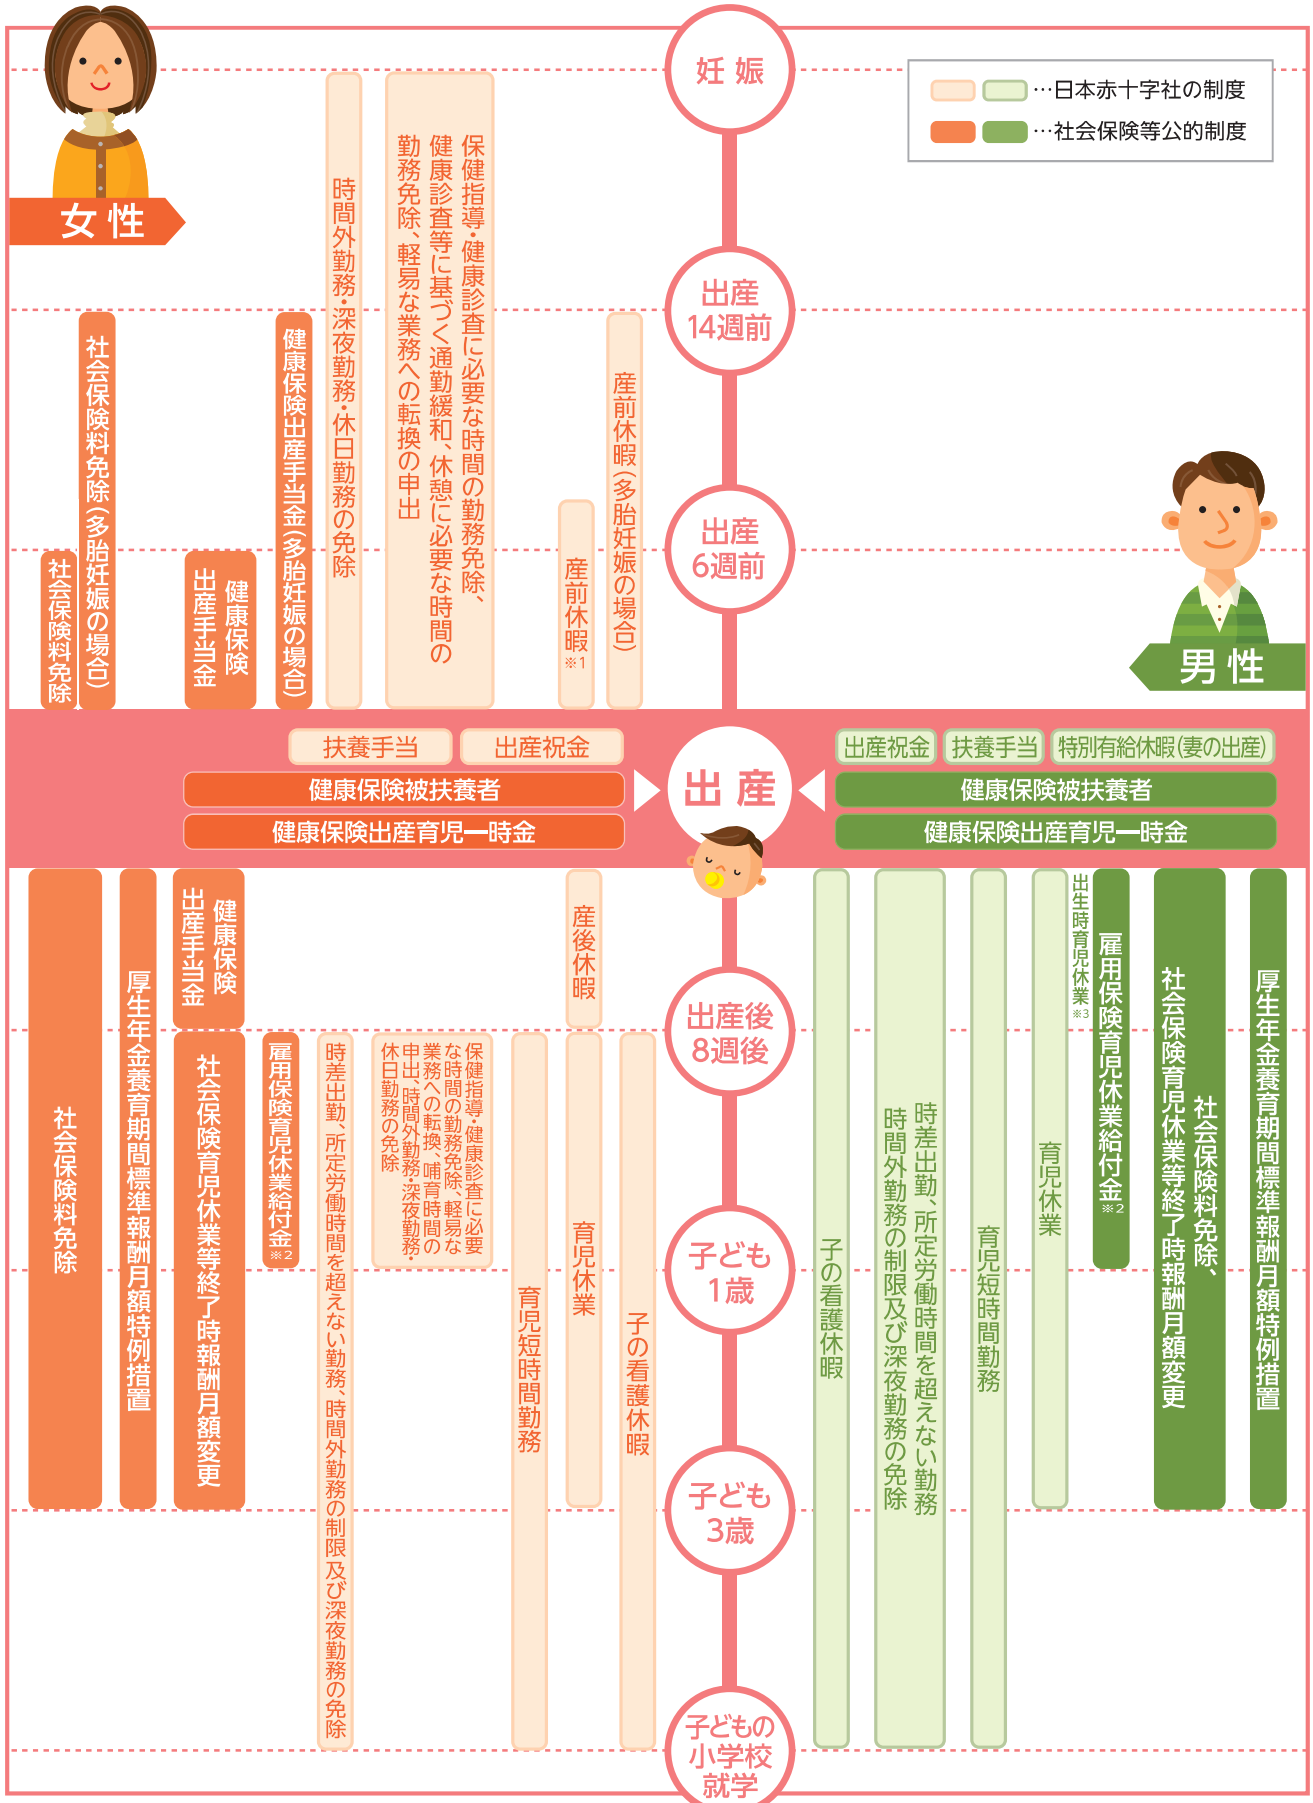 妊娠
…日本赤十字社の制度
…社会保険等公的制度
女性
出産
14週前
出産
6週前
男性
時間外勤務・深夜勤務・休日勤務の免除
保健指導・健康診査に必要な時間の勤務免除、
健康診査等に基づく通勤緩和、休憩に必要な時間の
勤務免除、軽易な業務への転換の申出
産前休暇(多胎妊娠の場合)
産前休暇※1
健康保険出産手当金(多胎妊娠の場合)
健康保険
出産手当金
社会保険料免除(多胎妊娠の場合)
社会保険料免除
扶養手当
出産祝金
健康保険被扶養者
健康保険出産育児一時金
出産
出産祝金
扶養手当
特別有給休暇(妻の出産)
健康保険被扶養者
健康保険出産育児一時金
社会保険料免除
厚生年金養育期間標準報酬月額特例措置
健康保険
出産手当金
社会保険育児休業等終了時報酬月額変更
雇用保険育児休業給付金※2
時差出勤、所定労働時間を超えない勤務、時間外勤務の制限及び深夜勤務の免除
保健指導・健康診査に必要
な時間の勤務免除、軽易な
業務への転換、哺育時間の
申出、時間外勤務・深夜勤務・
休日勤務の免除
育児短時間勤務
産後休暇
育児休業
子の看護休暇
出産後
8週後
子ども
1歳
子ども
3歳
子どもの
小学校
就学
子の看護休暇
時差出勤、所定労働時間を超えない勤務
時間外勤務の制限及び深夜勤務の免除
育児短時間勤務
育児休業
出生時育児休業※3
雇用保険育児休業給付金※2
社会保険料免除、
社会保険育児休業等終了時報酬月額変更
厚生年金養育期間標準報酬月額特例措置